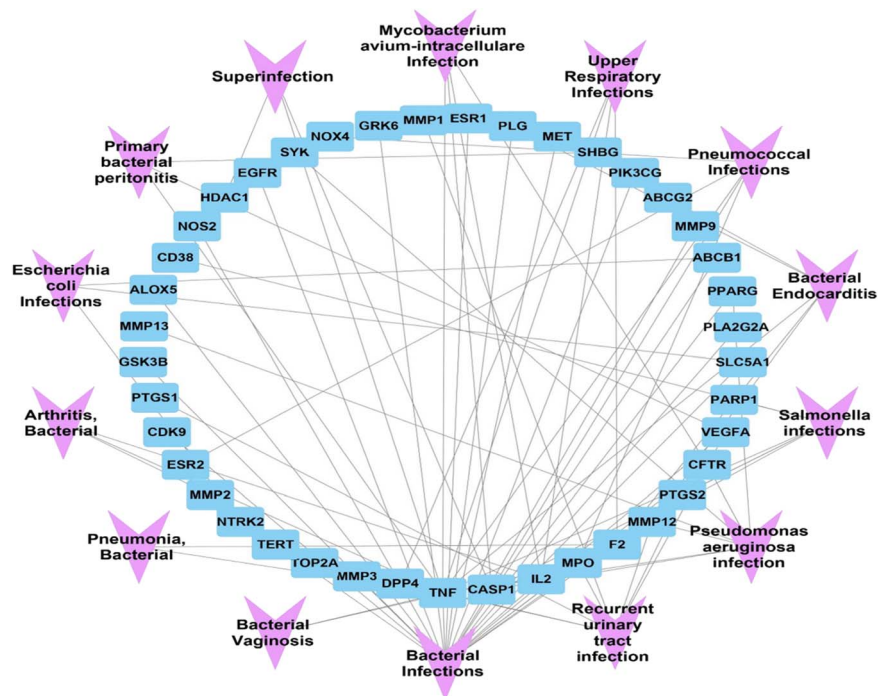 Mycobacterium
avium-intracellulare
Infection
Upper
Respiratory
Infections
Superinfection
Primary
bacterial
peritonitis
Pneumococcal
Infections
Escherichia
coli
Infections
Bacterial
Endocarditis
Arthritis,
Bacterial
Salmonella
infections
Pneumonia,
Bacterial
Pseudomonas
aeruginosa
infection
Bacterial
Vaginosis
Bacterial
Infections
Recurrent
urinary
tract
infection
GRK6
MMP1
ESR1
PLG
MET
SHBG
PIK3CG
ABCG2
MMP9
ABCB1
PPARG
PLA2G2A
SLC5A1
PARP1
VEGFA
CFTR
PTGS2
MMP12
F2
MPO
IL2
CASP1
TNF
DPP4
MMP3
TOP2A
TERT
NTRK2
MMP2
ESR2
CDK9
PTGS1
GSK3B
MMP13
ALOX5
CD38
NOS2
HDAC1
EGFR
SYK
NOX4